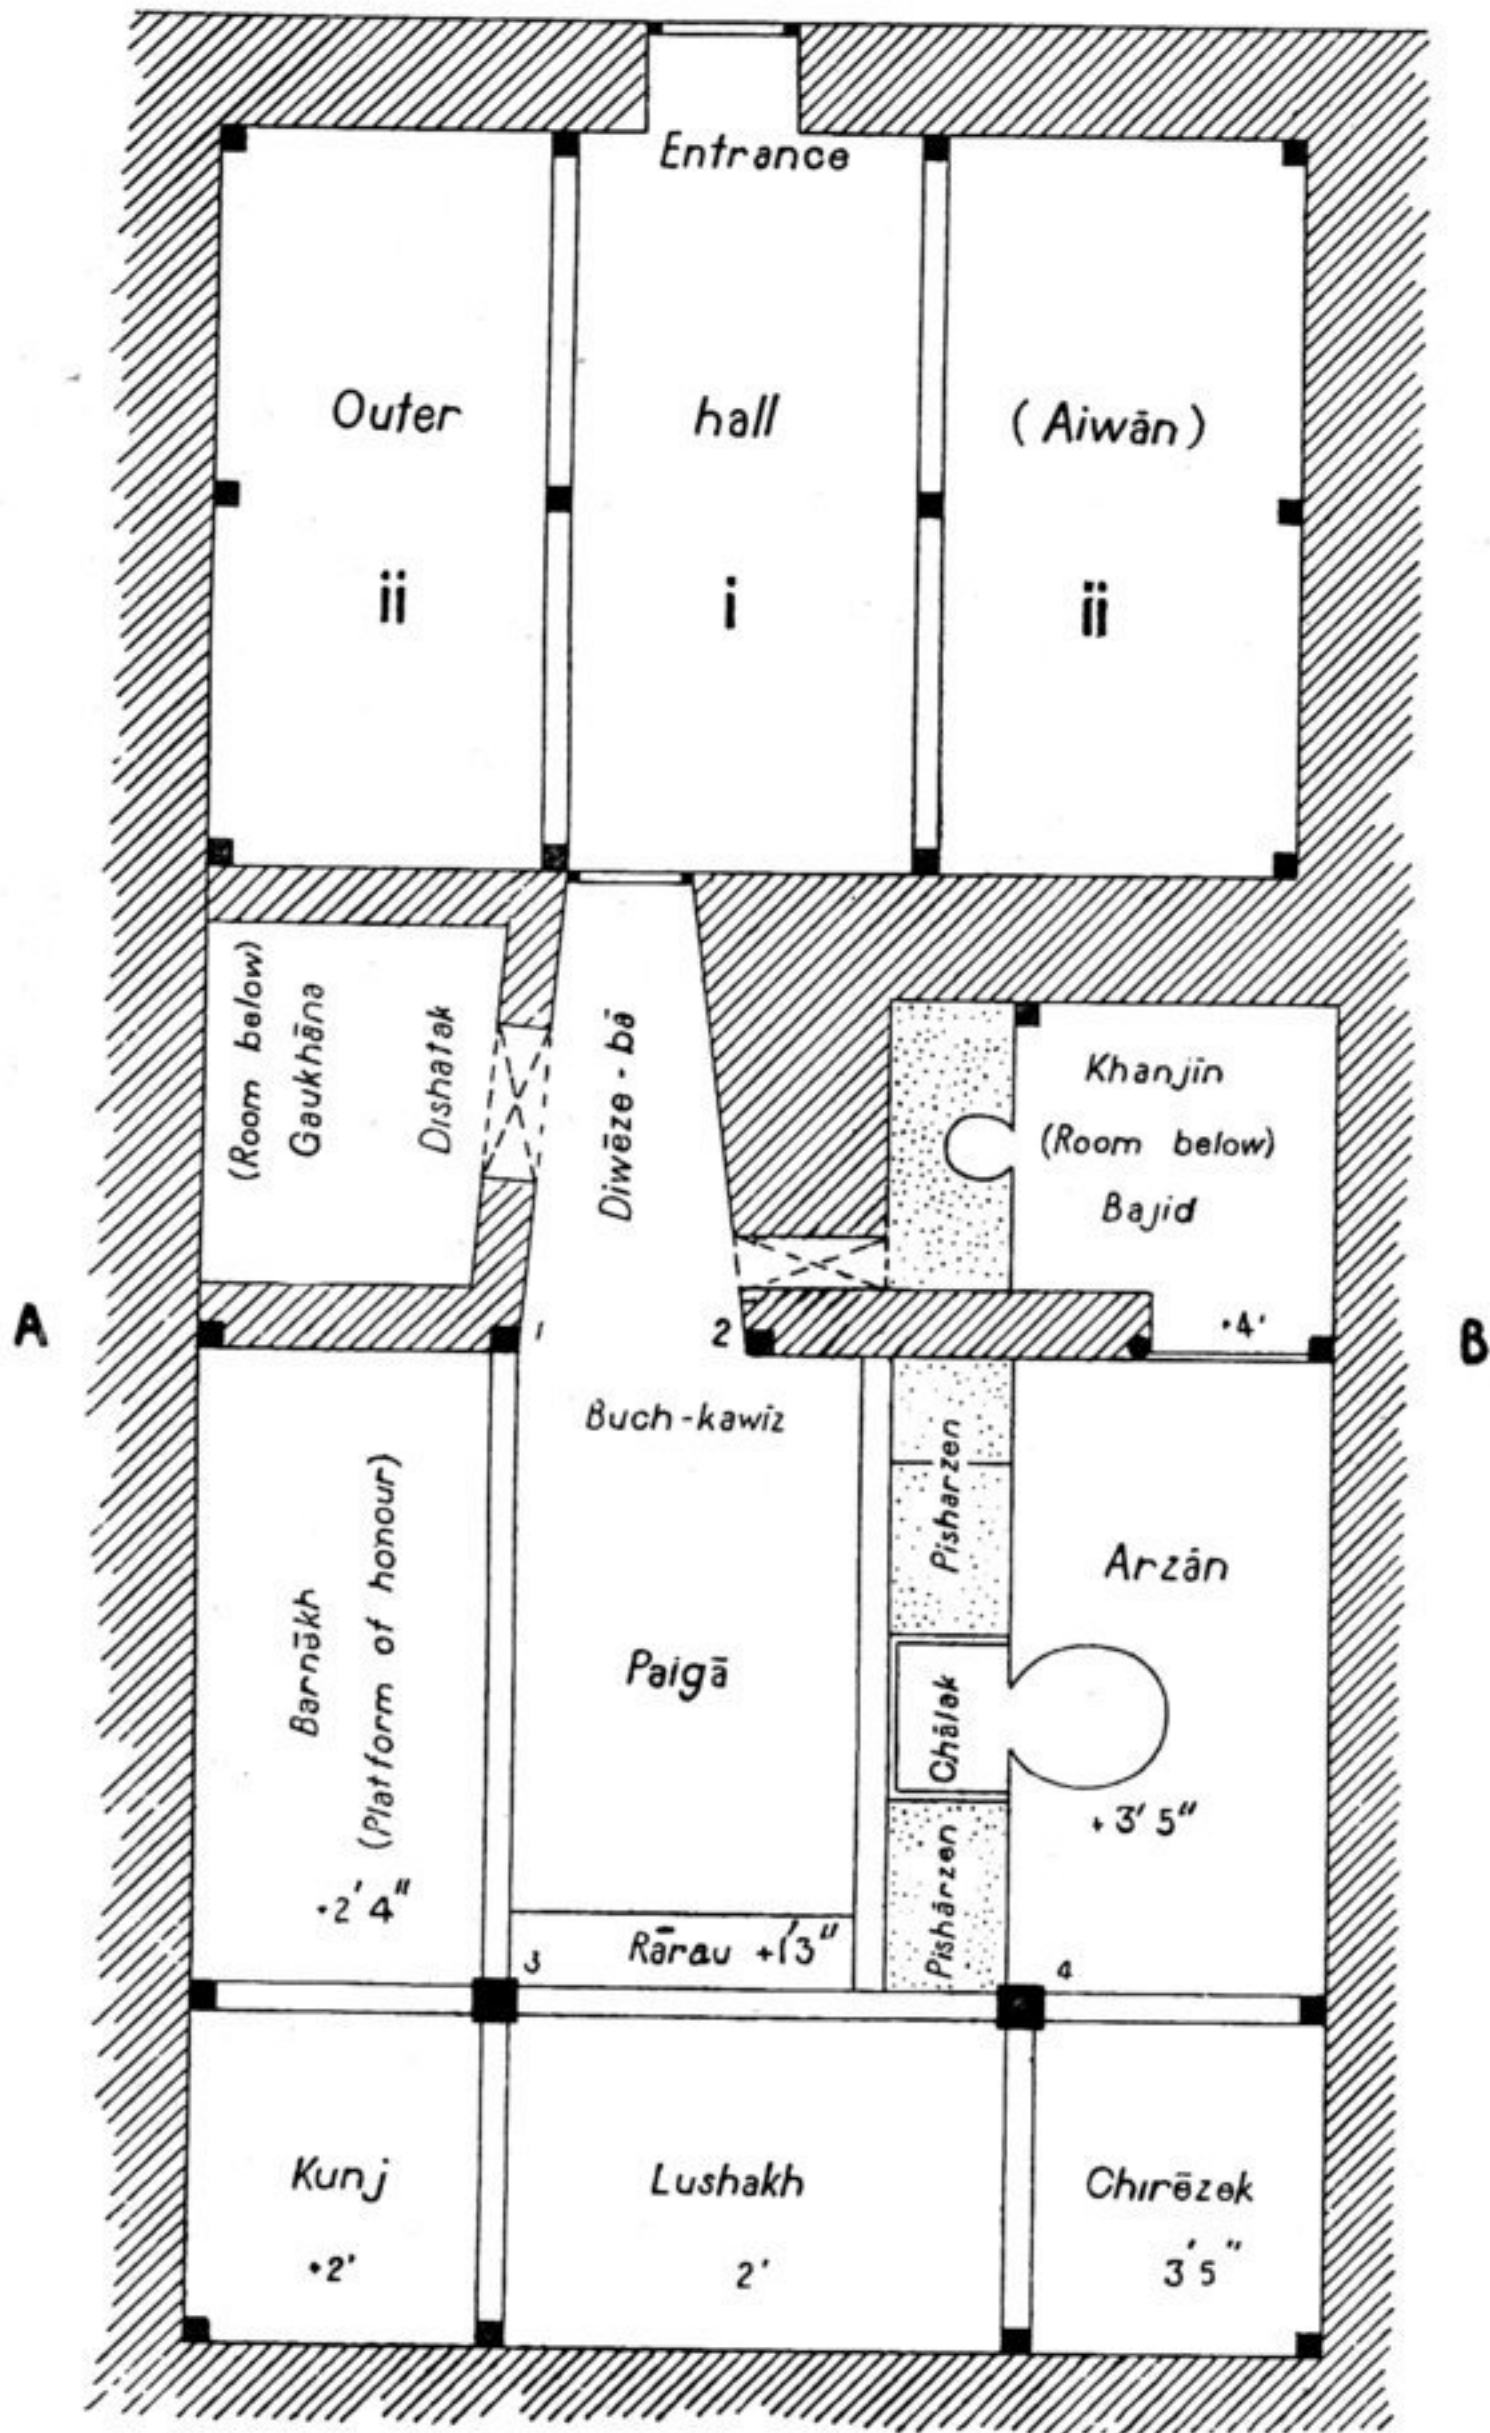 Entrance
Outer hall (Aiwān)
ii i ii
(Room below)
Gaukhāna
Dishatak
Diwēze-bā
Khanjīn
(Room below)
Bajid
+4'
A
1
2
B
Buch-kawīz
Barnākh
(Platform of honour)
+2' 4"
Paigā
Pisharzen
Arzān
Chālak
+3' 5"
Pishārzen
Rārau +1'3"
3
4
Kunj
+2'
Lushakh
2'
Chirēzek
3' 5"